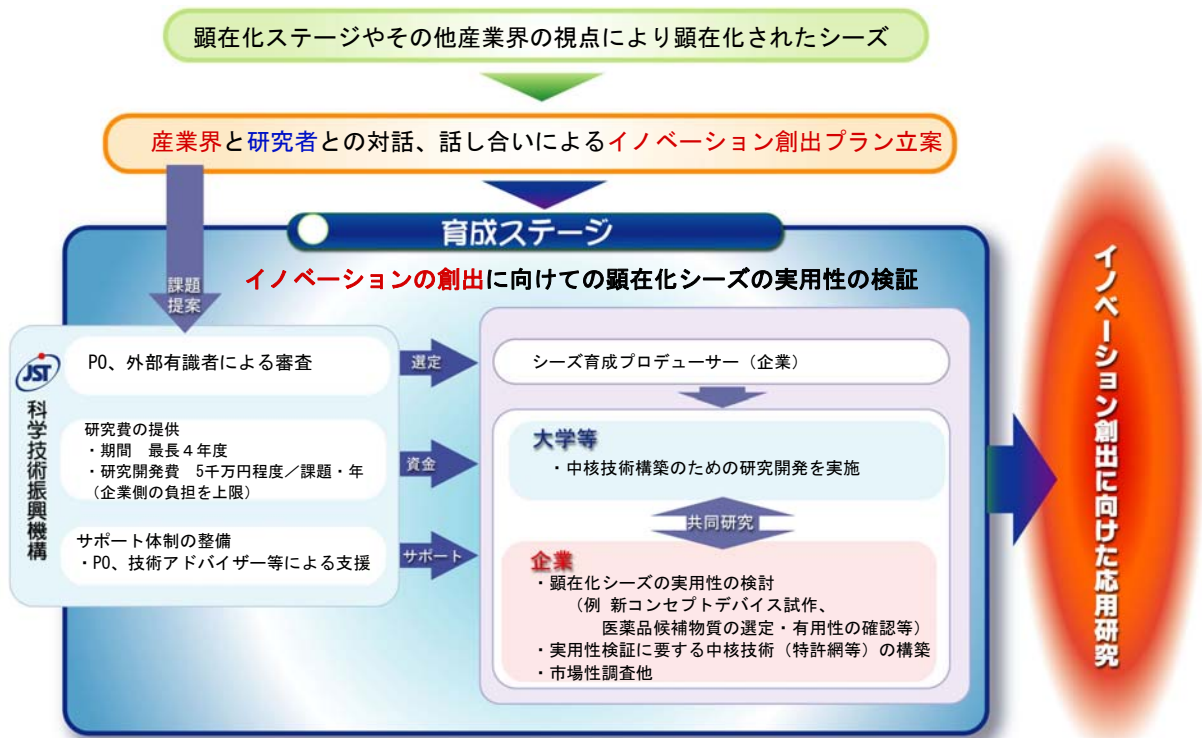 顕在化ステージやその他産業界の視点により顕在化されたシーズ
産業界と研究者との対話、話し合いによるイノベーション創出プラン立案
育成ステージ
イノベーションの創出に向けての顕在化シーズの実用性の検証
課題
提案
JST
科学技術振興機構
PO、外部有識者による審査
選定
シーズ育成プロデューサー（企業）
研究費の提供
・期間　最長４年度
・研究開発費　5千万円程度／課題・年
（企業側の負担を上限）
資金
大学等
・中核技術構築のための研究開発を実施
共同研究
サポート体制の整備
・PO、技術アドバイザー等による支援
サポート
企業
・顕在化シーズの実用性の検討
（例 新コンセプトデバイス試作、
医薬品候補物質の選定・有用性の確認等）
・実用性検証に要する中核技術（特許網等）の構築
・市場性調査他
イノベーション創出に向けた応用研究